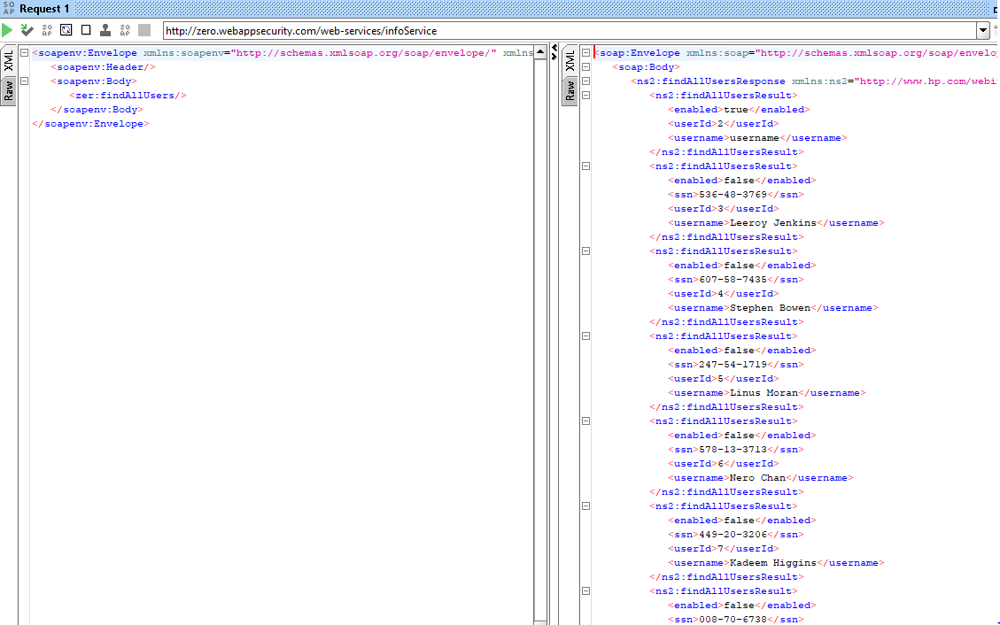 SOAP Request 1
http://zero.webappsecurity.com/web-services/infoService
XML
Raw
<soapenv:Envelope xmlns:soapenv="http://schemas.xmlsoap.org/soap/envelope/" xmlns
<soapenv:Header/>
<soapenv:Body>
<zer:findAllUsers/>
</soapenv:Body>
</soapenv:Envelope>
XML
Raw
<soap:Envelope xmlns:soap="http://schemas.xmlsoap.org/soap/envelo
<soap:Body>
<ns2:findAllUsersResponse xmlns:ns2="http://www.hp.com/webi
<ns2:findAllUsersResult>
<enabled>true</enabled>
<userId>2</userId>
<username>username</username>
</ns2:findAllUsersResult>
<ns2:findAllUsersResult>
<enabled>false</enabled>
<ssn>536-48-3769</ssn>
<userId>3</userId>
<username>Leeroy Jenkins</username>
</ns2:findAllUsersResult>
<ns2:findAllUsersResult>
<enabled>false</enabled>
<ssn>607-58-7435</ssn>
<userId>4</userId>
<username>Stephen Bowen</username>
</ns2:findAllUsersResult>
<ns2:findAllUsersResult>
<enabled>false</enabled>
<ssn>247-54-1719</ssn>
<userId>5</userId>
<username>Linus Moran</username>
</ns2:findAllUsersResult>
<ns2:findAllUsersResult>
<enabled>false</enabled>
<ssn>578-13-3713</ssn>
<userId>6</userId>
<username>Nero Chan</username>
</ns2:findAllUsersResult>
<ns2:findAllUsersResult>
<enabled>false</enabled>
<ssn>449-20-3206</ssn>
<userId>7</userId>
<username>Kadeem Higgins</username>
</ns2:findAllUsersResult>
<ns2:findAllUsersResult>
<enabled>false</enabled>
<ssn>008-70-6738</ssn>